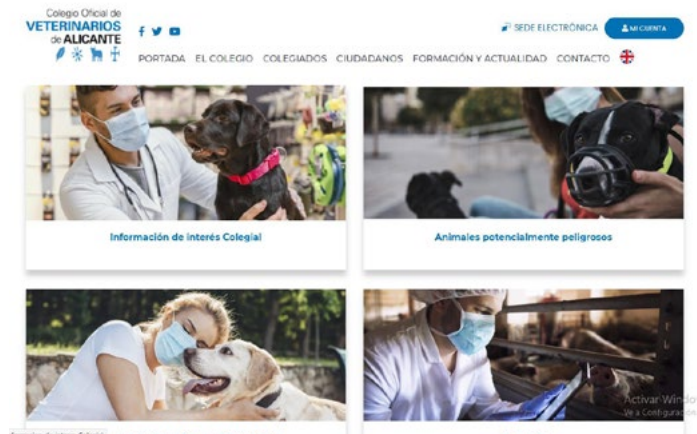 Colegio Oficial de
VETERINARIOS
de ALICANTE
SEDE ELECTRÓNICA
MI CUENTA
PORTADA EL COLEGIO COLEGIADOS CIUDADANOS FORMACIÓN Y ACTUALIDAD CONTACTO
Información de interés Colegial
Animales potencialmente peligrosos
Activar Windo
Ve a Configuración